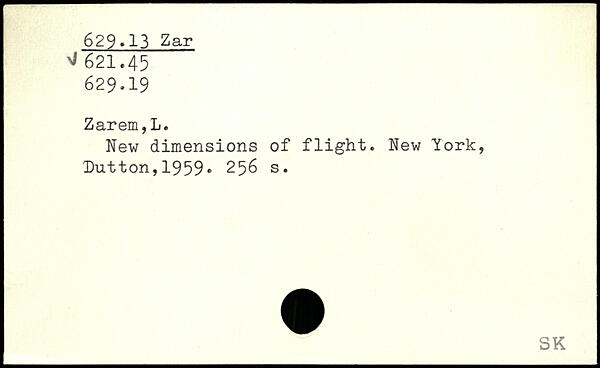 629.13 Zar
√ 621.45
629.19
Zarem,L.
New dimensions of flight. New York,
Dutton,1959. 256 s.
SK